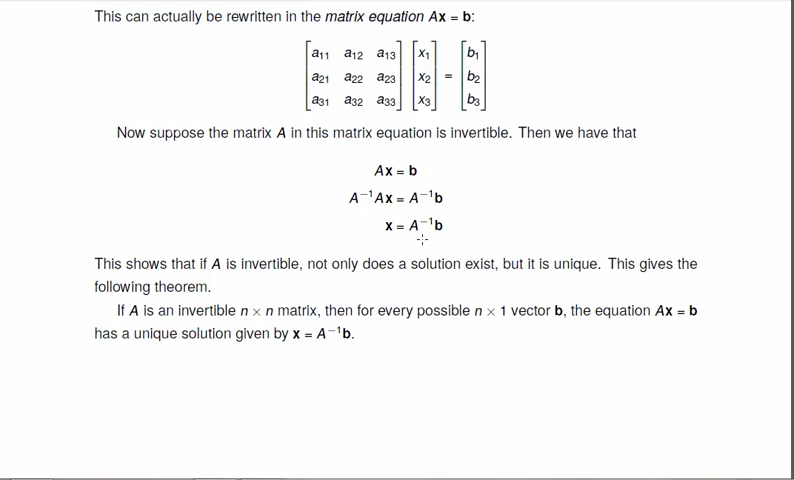 This can actually be rewritten in the matrix equation Ax = b:
[a₁₁ a₁₂ a₁₃] [x₁]   [b₁]
[a₂₁ a₂₂ a₂₃] [x₂] = [b₂]
[a₃₁ a₃₂ a₃₃] [x₃]   [b₃]
Now suppose the matrix A in this matrix equation is invertible. Then we have that
Ax = b
A⁻¹Ax = A⁻¹b
x = A⁻¹b
This shows that if A is invertible, not only does a solution exist, but it is unique. This gives the
following theorem.
If A is an invertible n × n matrix, then for every possible n × 1 vector b, the equation Ax = b
has a unique solution given by x = A⁻¹b.